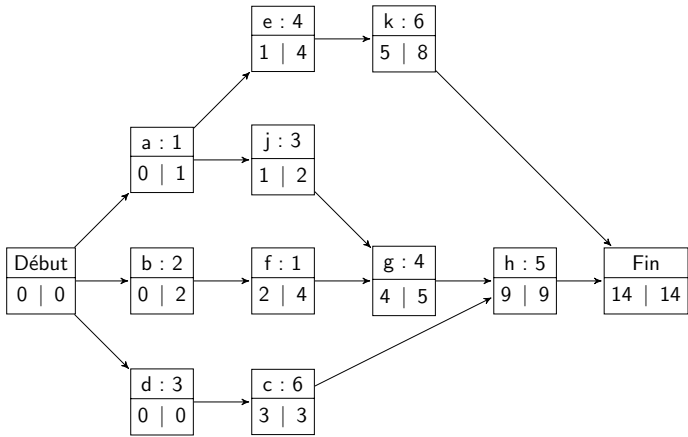 e : 4
1 | 4
k : 6
5 | 8
a : 1
0 | 1
j : 3
1 | 2
Début
0 | 0
b : 2
0 | 2
f : 1
2 | 4
g : 4
4 | 5
h : 5
9 | 9
Fin
14 | 14
d : 3
0 | 0
c : 6
3 | 3